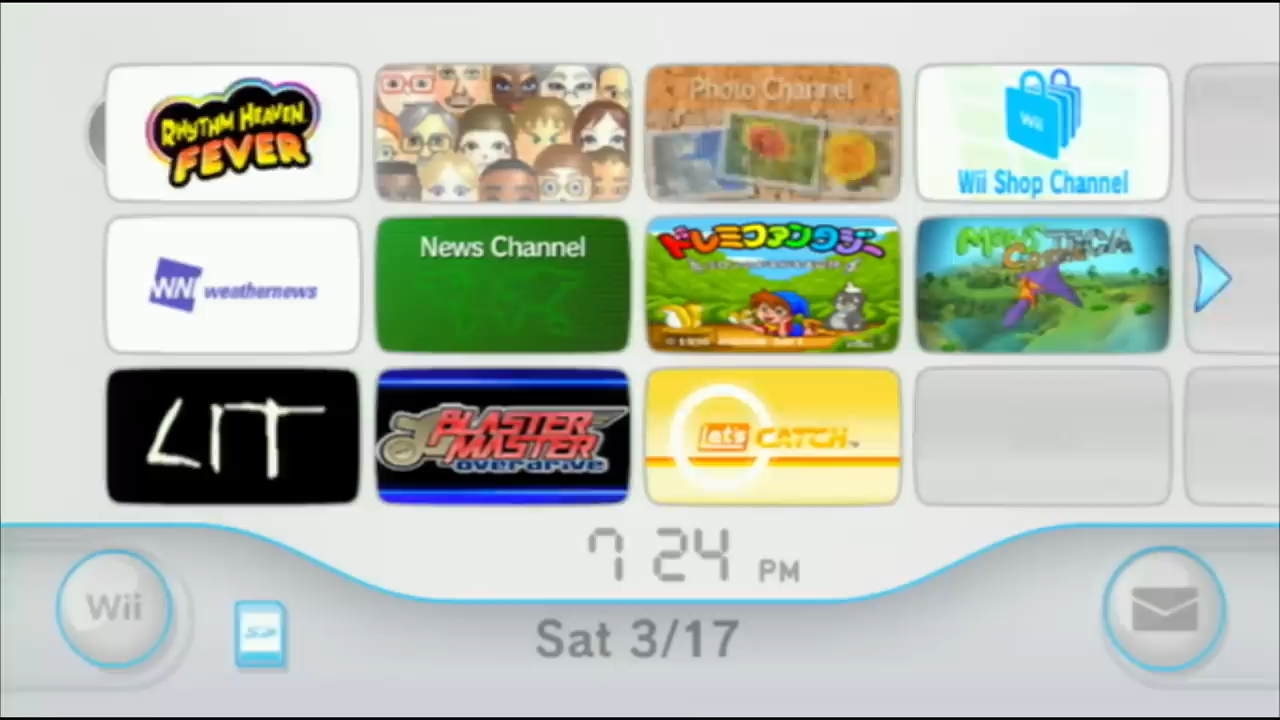 RHYTHM HEAVEN
FEVER
Photo Channel
Wii
Wii Shop Channel
WNI weathernews
News Channel
ドレミファンタジー
LIT
BLASTER
MASTER
overdrive
Let's CATCH
7 24 PM
Wii
SD
Sat 3/17